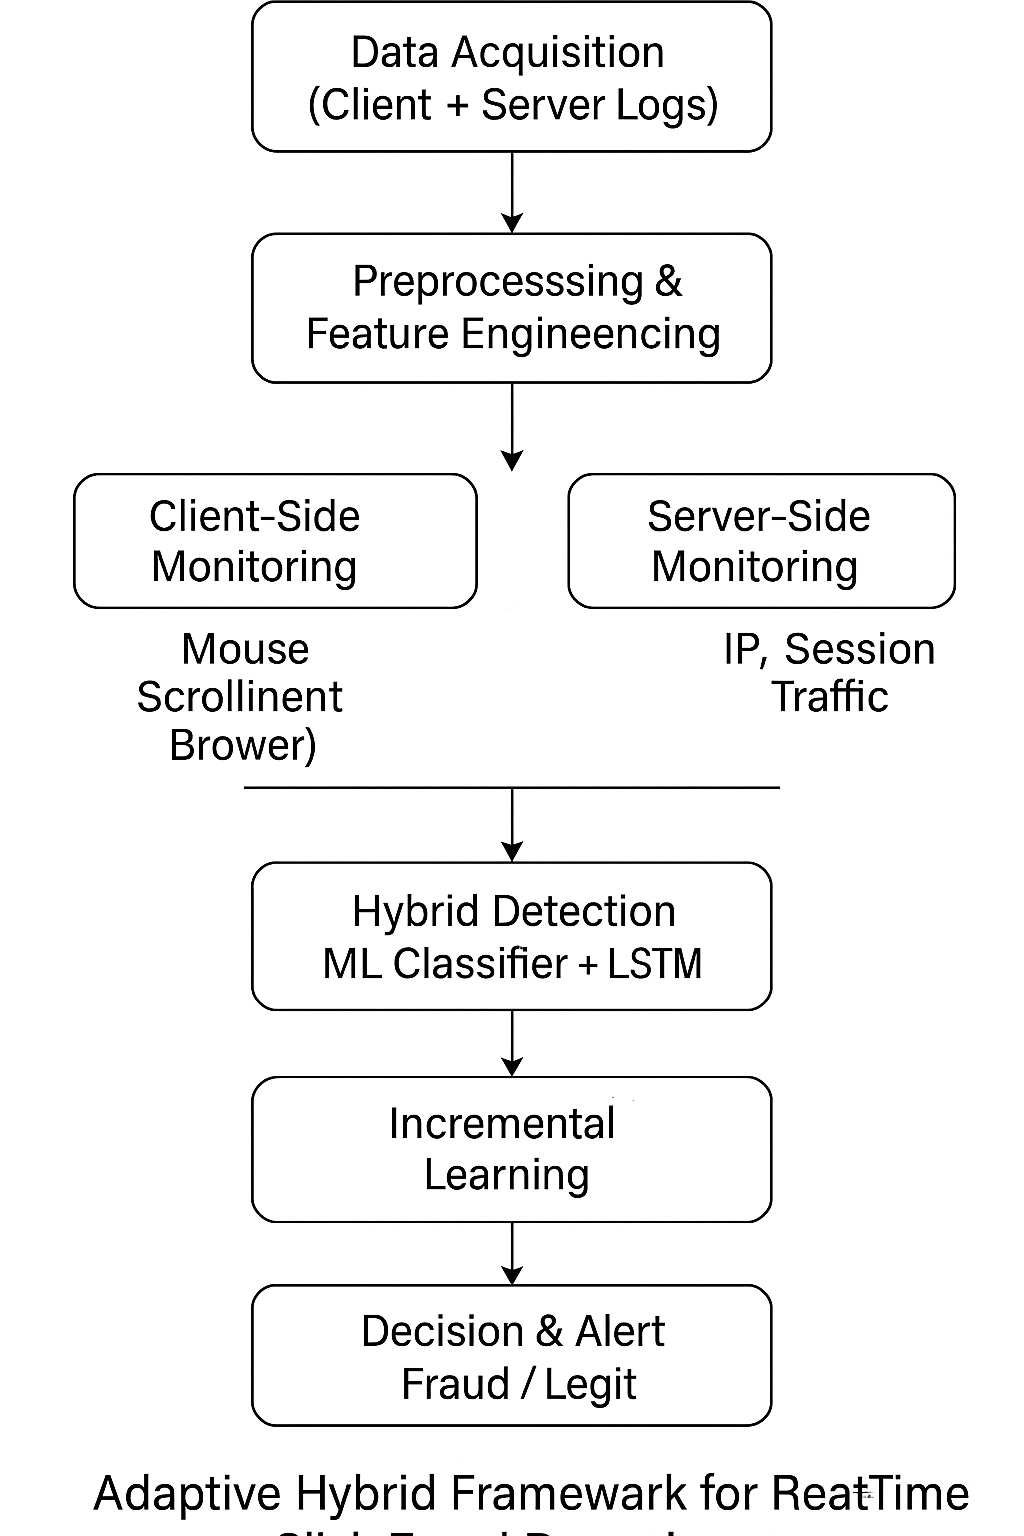 Data Acquisition
(Client + Server Logs)
Preprocesssing &
Feature Engineencing
Client-Side
Monitoring
Server-Side
Monitoring
Mouse
Scrollinent
Brower)
IP, Session
Traffic
Hybrid Detection
ML Classifier + LSTM
Incremental
Learning
Decision & Alert
Fraud / Legit
Adaptive Hybrid Framewark for ReatTime